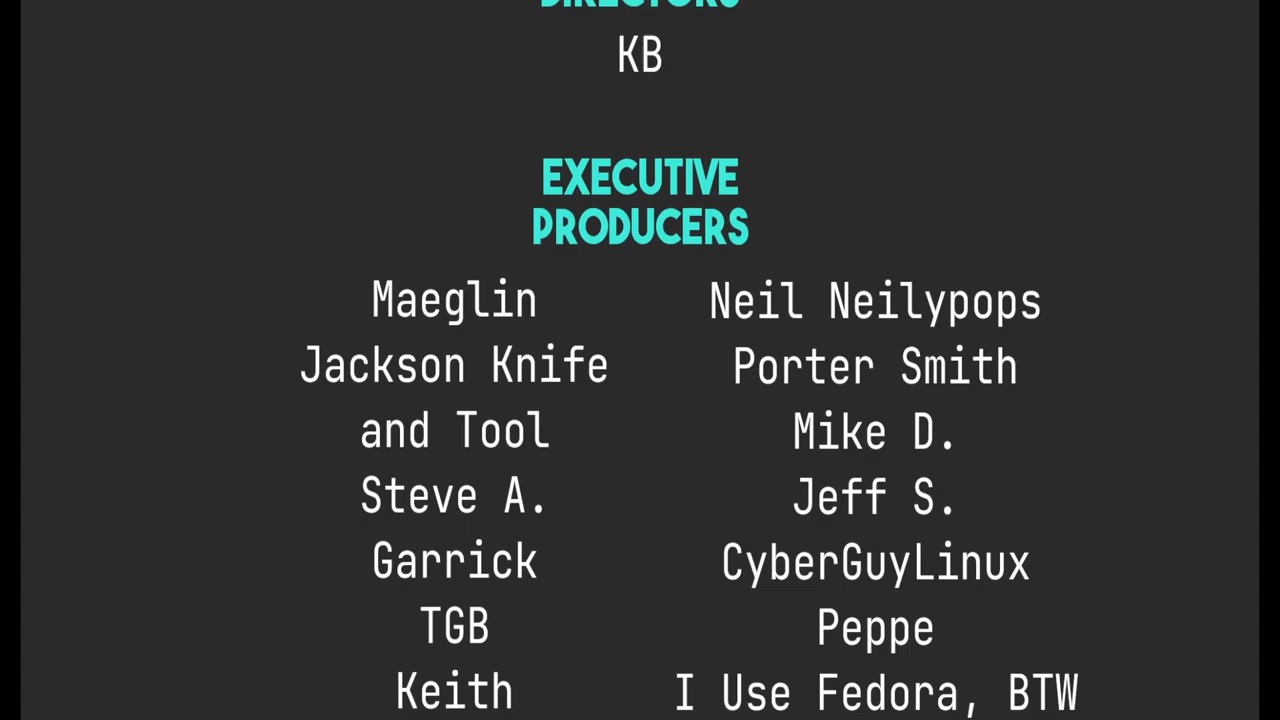 DIRECTORS
KB
EXECUTIVE
PRODUCERS
Maeglin
Jackson Knife
and Tool
Steve A.
Garrick
TGB
Keith
Neil Neilypops
Porter Smith
Mike D.
Jeff S.
CyberGuyLinux
Peppe
I Use Fedora, BTW